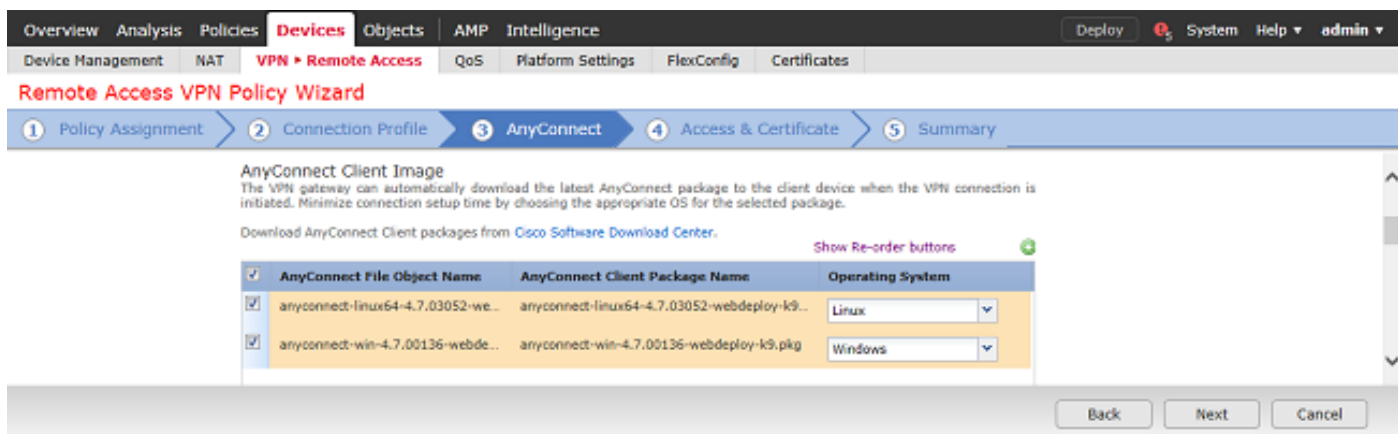 Overview Analysis Policies Devices Objects AMP Intelligence Deploy System Help admin
Device Management NAT VPN ▸ Remote Access QoS Platform Settings FlexConfig Certificates
Remote Access VPN Policy Wizard
1 Policy Assignment 2 Connection Profile 3 AnyConnect 4 Access & Certificate 5 Summary
AnyConnect Client Image
The VPN gateway can automatically download the latest AnyConnect package to the client device when the VPN connection is
initiated. Minimize connection setup time by choosing the appropriate OS for the selected package.
Download AnyConnect Client packages from Cisco Software Download Center.
Show Re-order buttons
AnyConnect File Object Name AnyConnect Client Package Name Operating System
anyconnect-linux64-4.7.03052-we... anyconnect-linux64-4.7.03052-webdeploy-k9... Linux
anyconnect-win-4.7.00136-webde... anyconnect-win-4.7.00136-webdeploy-k9.pkg Windows
Back Next Cancel